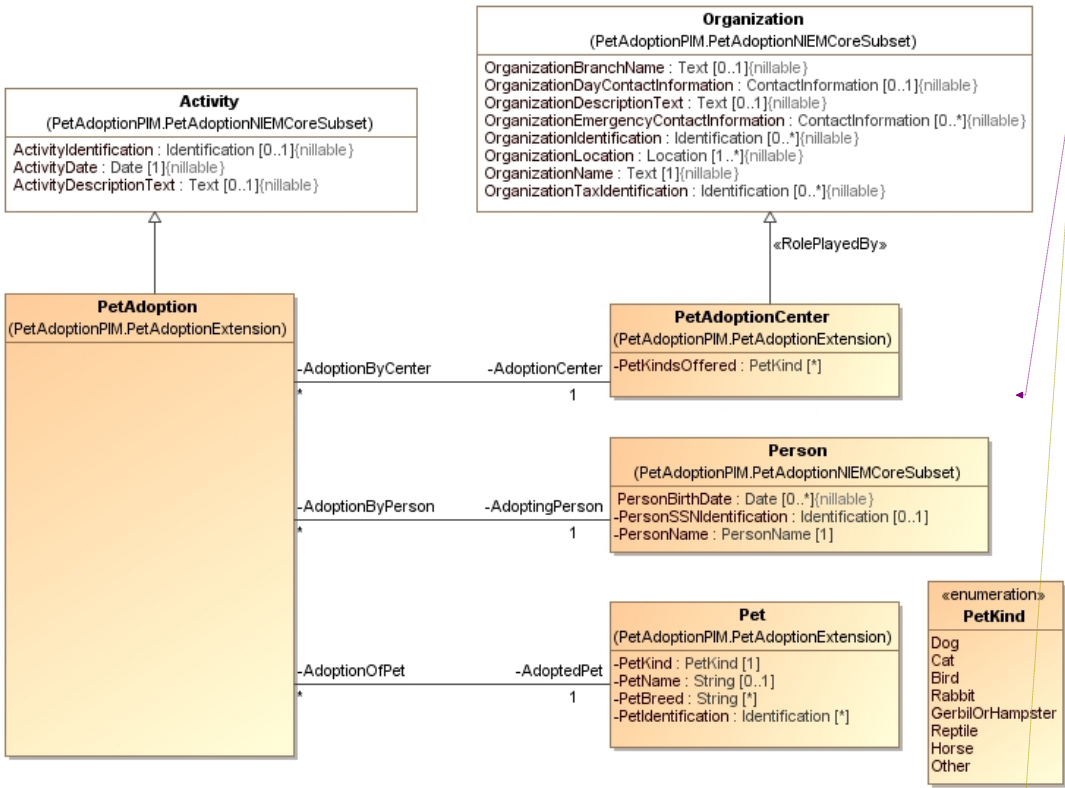 Organization
(PetAdoptionPIM.PetAdoptionNIEMCoreSubset)
OrganizationBranchName : Text [0..1]{nillable}
OrganizationDayContactInformation : ContactInformation [0..1]{nillable}
OrganizationDescriptionText : Text [0..1]{nillable}
OrganizationEmergencyContactInformation : ContactInformation [0..*]{nillable}
OrganizationIdentification : Identification [0..*]{nillable}
OrganizationLocation : Location [1..*]{nillable}
OrganizationName : Text [1]{nillable}
OrganizationTaxIdentification : Identification [0..*]{nillable}
Activity
(PetAdoptionPIM.PetAdoptionNIEMCoreSubset)
ActivityIdentification : Identification [0..1]{nillable}
ActivityDate : Date [1]{nillable}
ActivityDescriptionText : Text [0..1]{nillable}
«RolePlayedBy»
PetAdoption
(PetAdoptionPIM.PetAdoptionExtension)
PetAdoptionCenter
(PetAdoptionPIM.PetAdoptionExtension)
-PetKindsOffered : PetKind [*]
-AdoptionByCenter
-AdoptionCenter
*
1
Person
(PetAdoptionPIM.PetAdoptionNIEMCoreSubset)
PersonBirthDate : Date [0..*]{nillable}
-PersonSSNIdentification : Identification [0..1]
-PersonName : PersonName [1]
-AdoptionByPerson
-AdoptingPerson
*
1
Pet
(PetAdoptionPIM.PetAdoptionExtension)
-PetKind : PetKind [1]
-PetName : String [0..1]
-PetBreed : String [*]
-PetIdentification : Identification [*]
-AdoptionOfPet
-AdoptedPet
*
1
«enumeration»
PetKind
Dog
Cat
Bird
Rabbit
GerbilOrHampster
Reptile
Horse
Other